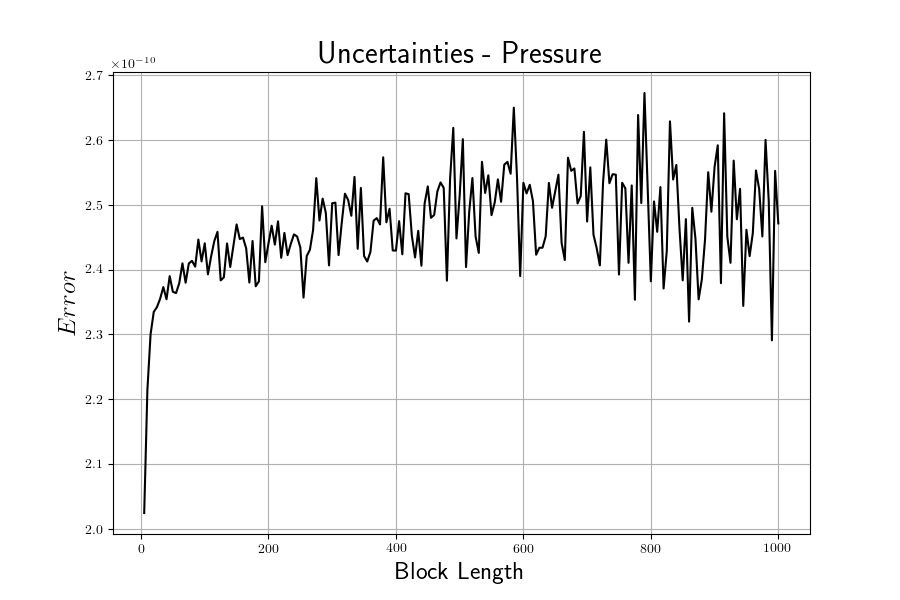 Uncertainties - Pressure
×10⁻¹⁰
2.7
2.6
2.5
2.4
2.3
2.2
2.1
2.0
Error
0 200 400 600 800 1000
Block Length